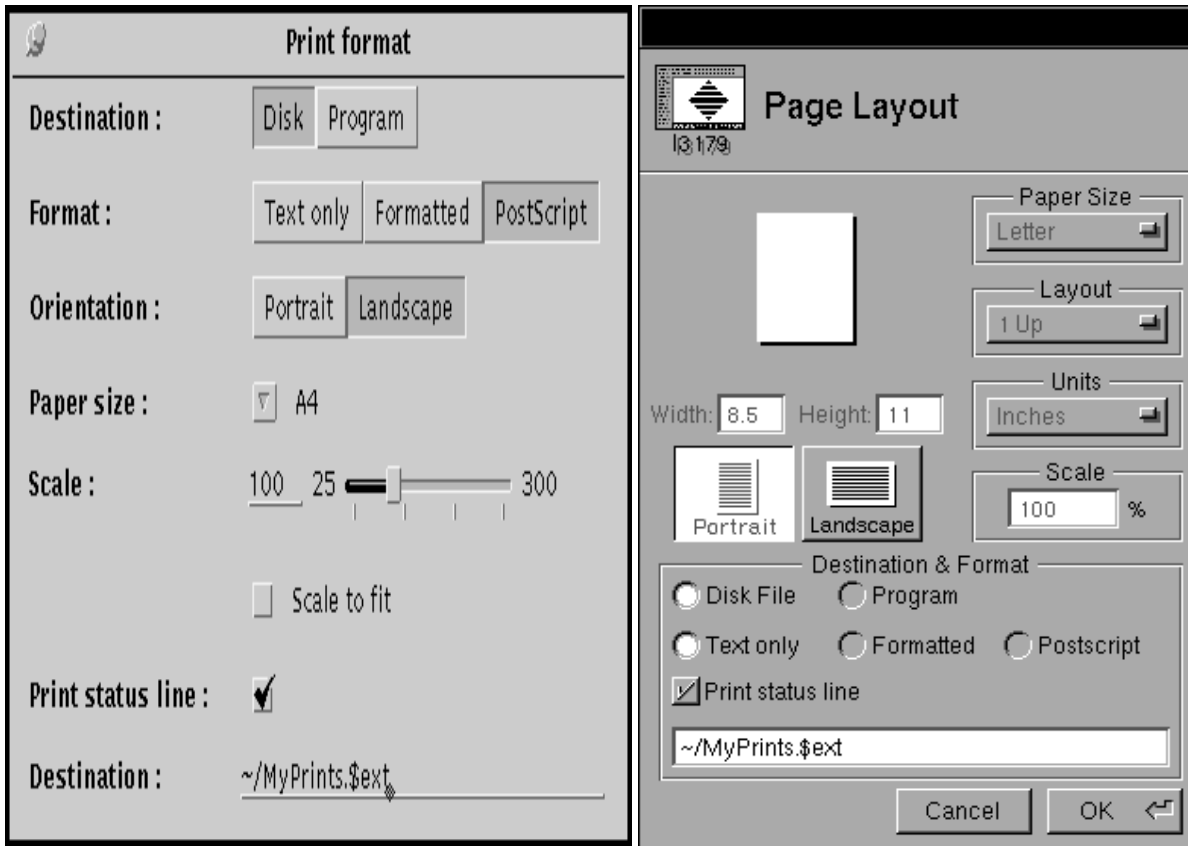 Print format
Destination : Disk Program
Format : Text only Formatted PostScript
Orientation : Portrait Landscape
Paper size : A4
Scale : 100 25 300
Scale to fit
Print status line :
Destination : ~/MyPrints.$ext
Page Layout
Paper Size
Letter
Layout
1 Up
Units
Inches
Width: 8.5 Height: 11
Portrait Landscape
Scale
100 %
Destination & Format
Disk File Program
Text only Formatted Postscript
Print status line
~/MyPrints.$ext
Cancel OK